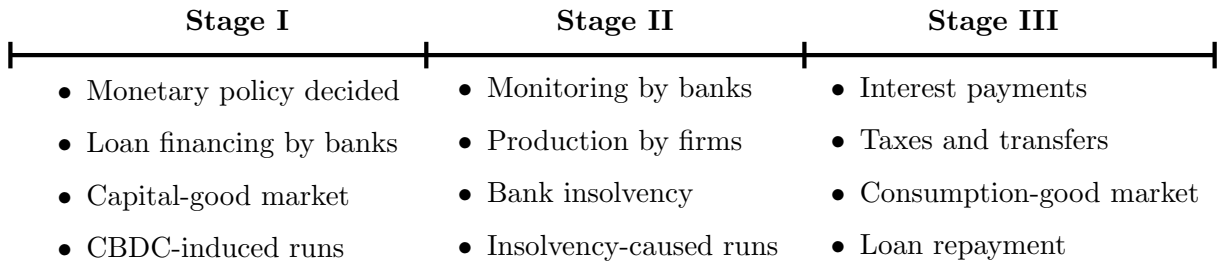 Stage I
Stage II
Stage III
• Monetary policy decided
• Loan financing by banks
• Capital-good market
• CBDC-induced runs
• Monitoring by banks
• Production by firms
• Bank insolvency
• Insolvency-caused runs
• Interest payments
• Taxes and transfers
• Consumption-good market
• Loan repayment